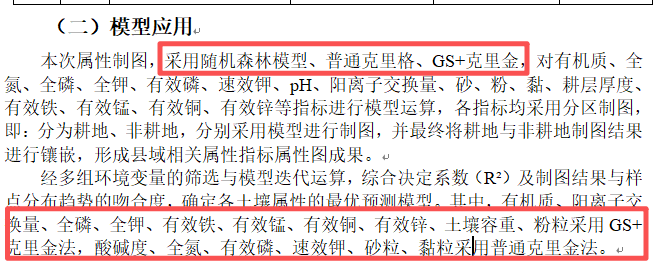 （二）模型应用
本次属性制图，采用随机森林模型、普通克里格、GS+克里金，对有机质、全
氮、全磷、全钾、有效磷、速效钾、pH、阳离子交换量、砂、粉、黏、耕层厚度、
有效铁、有效锰、有效铜、有效锌等指标进行模型运算，各指标均采用分区制图，
即：分为耕地、非耕地，分别采用模型进行制图，并最终将耕地与非耕地制图结果
进行镶嵌，形成县域相关属性指标属性图成果。
经多组环境变量的筛选与模型迭代运算，综合决定系数（R²）及制图结果与样
点分布趋势的吻合度，确定各土壤属性的最优预测模型。其中，有机质、阳离子交
换量、全磷、全钾、有效铁、有效锰、有效铜、有效锌、土壤容重、粉粒采用 GS+
克里金法，酸碱度、全氮、有效磷、速效钾、砂粒、黏粒采用普通克里金法。